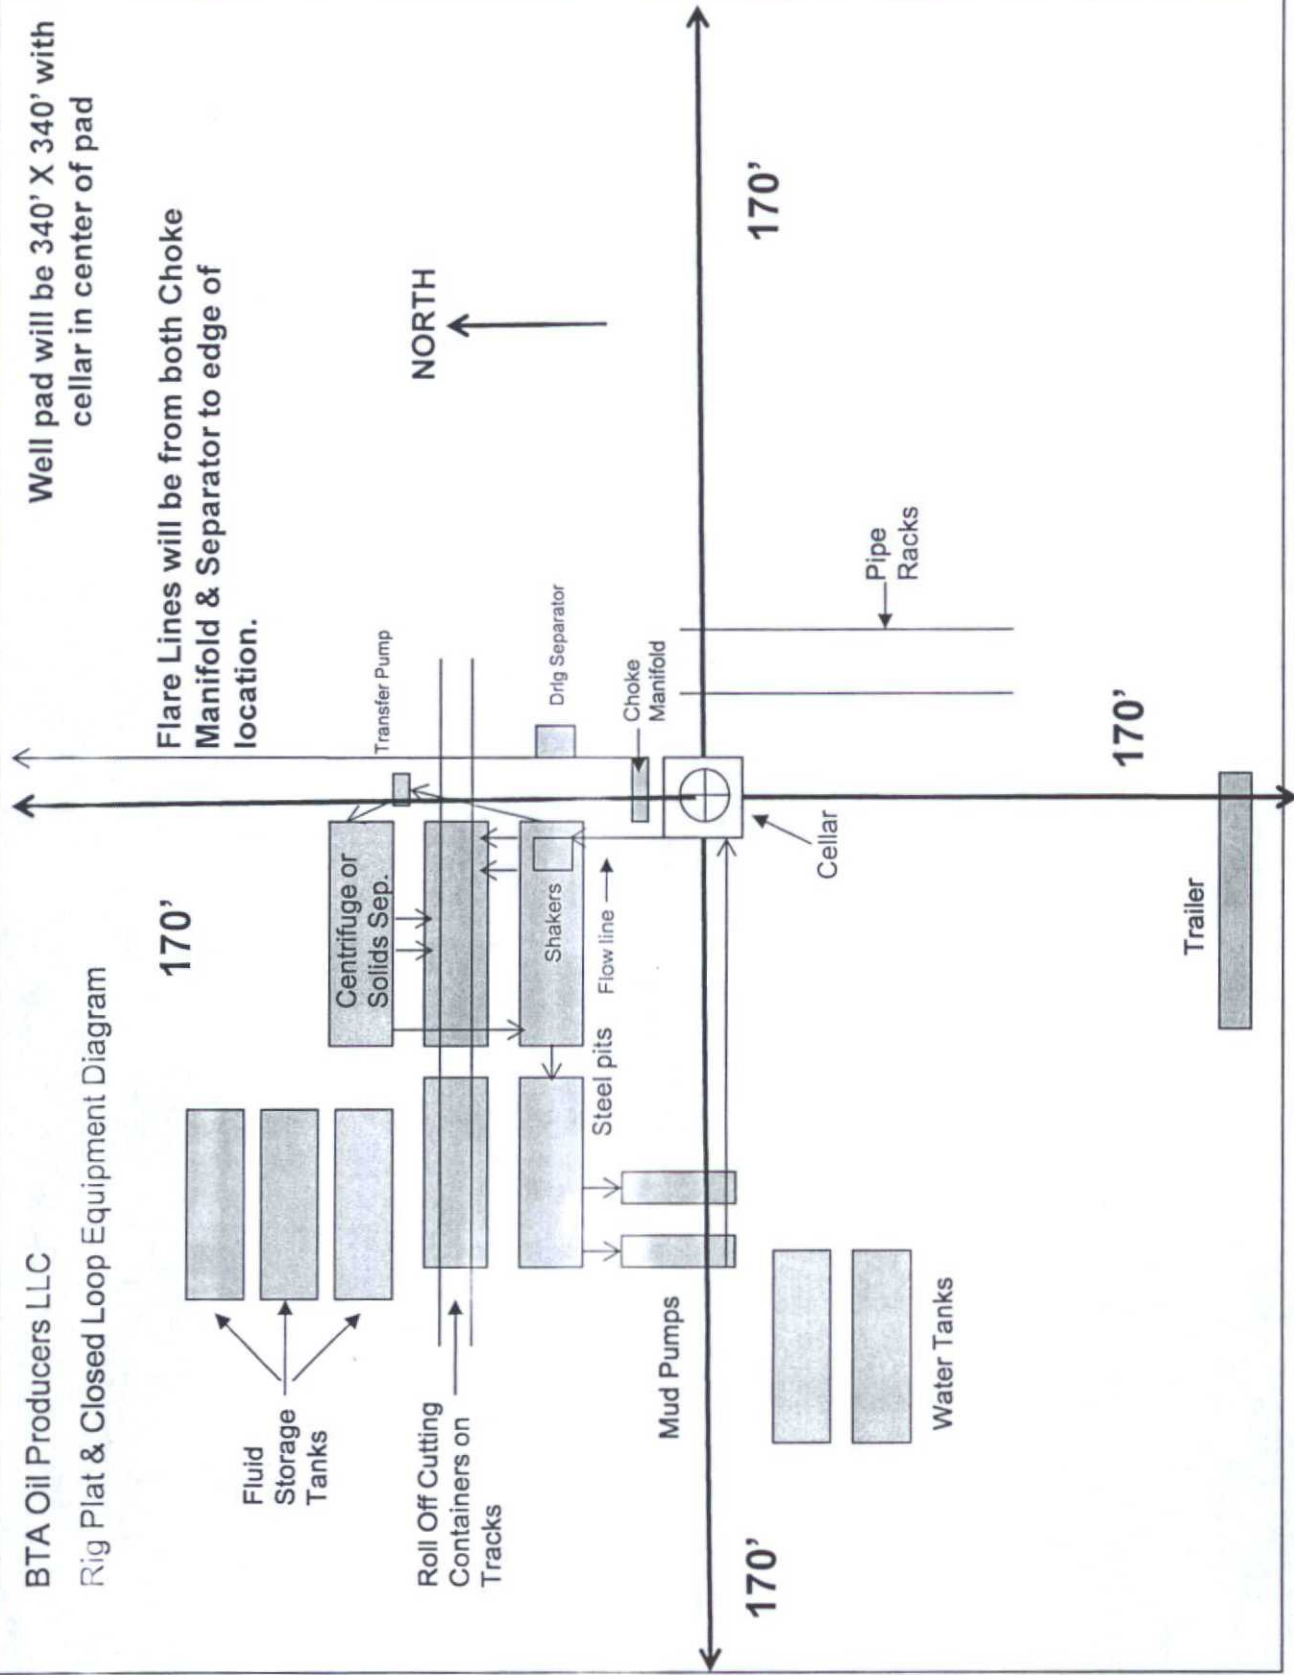 BTA Oil Producers LLC
Rig Plat & Closed Loop Equipment Diagram
Well pad will be 340' X 340' with
cellar in center of pad
Flare Lines will be from both Choke
Manifold & Separator to edge of
location.
170'
NORTH
Fluid
Storage
Tanks
Centrifuge or
Solids Sep.
Transfer Pump
Roll Off Cutting
Containers on
Tracks
Shakers
Drlg Separator
Steel pits
Flow line
Choke
Manifold
Mud Pumps
170'
170'
Cellar
Pipe
Racks
Water Tanks
170'
Trailer